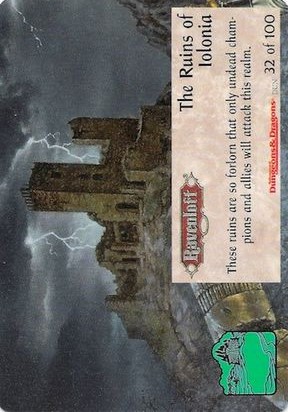 The Ruins of
Iolonia
Ravenloft
These ruins are so forlorn that only undead cham-
pions and allies will attack this realm.
Dungeons & Dragons
32 of 100